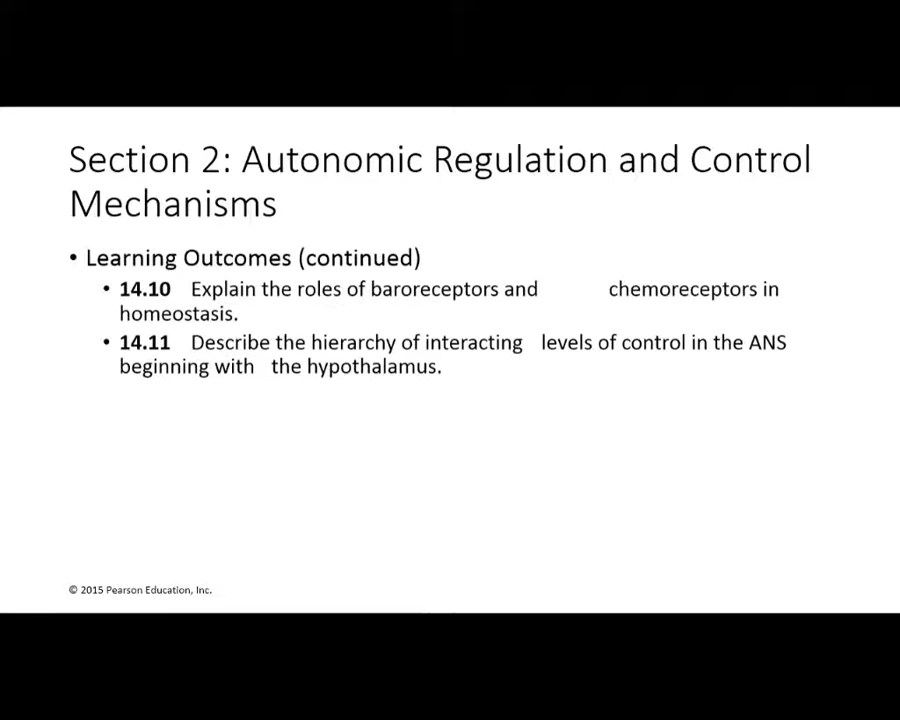 Section 2: Autonomic Regulation and Control
Mechanisms
• Learning Outcomes (continued)
• 14.10 Explain the roles of baroreceptors and chemoreceptors in
homeostasis.
• 14.11 Describe the hierarchy of interacting levels of control in the ANS
beginning with the hypothalamus.
© 2015 Pearson Education, Inc.